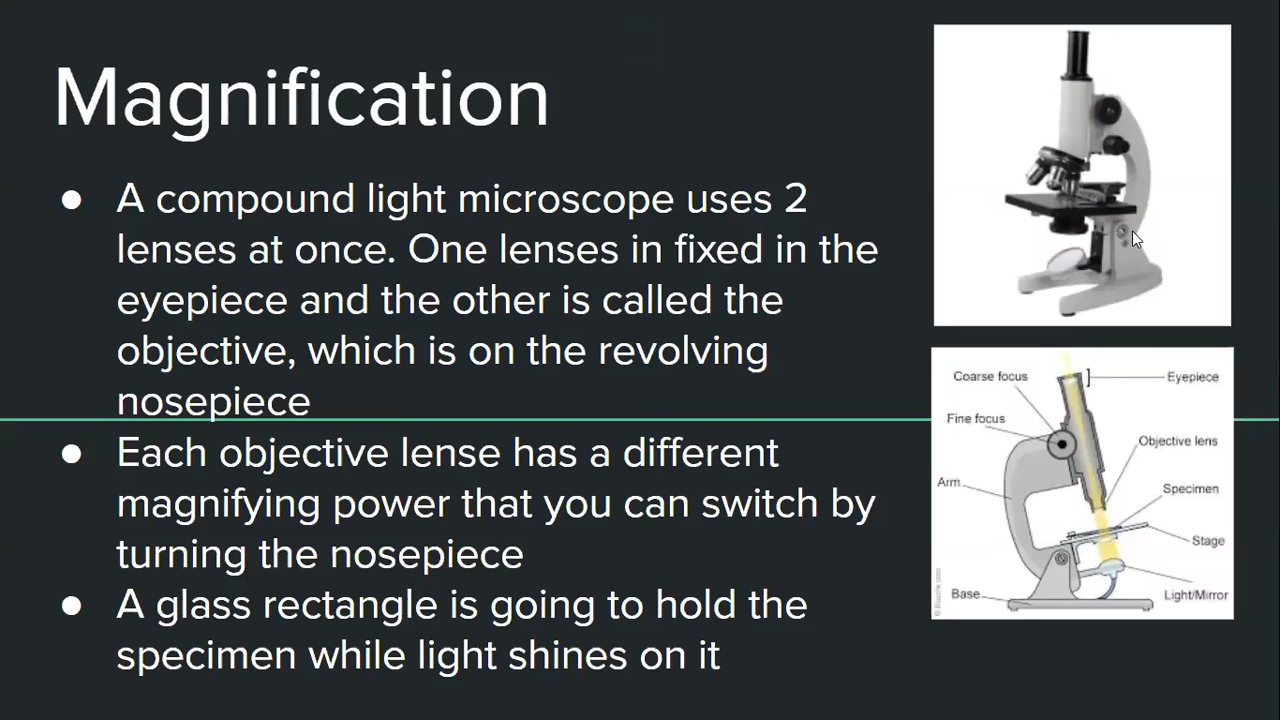 Magnification
● A compound light microscope uses 2
lenses at once. One lenses in fixed in the
eyepiece and the other is called the
objective, which is on the revolving
nosepiece
● Each objective lense has a different
magnifying power that you can switch by
turning the nosepiece
● A glass rectangle is going to hold the
specimen while light shines on it
Coarse focus
Eyepiece
Fine focus
Objective lens
Arm
Specimen
Stage
Base
Light/Mirror